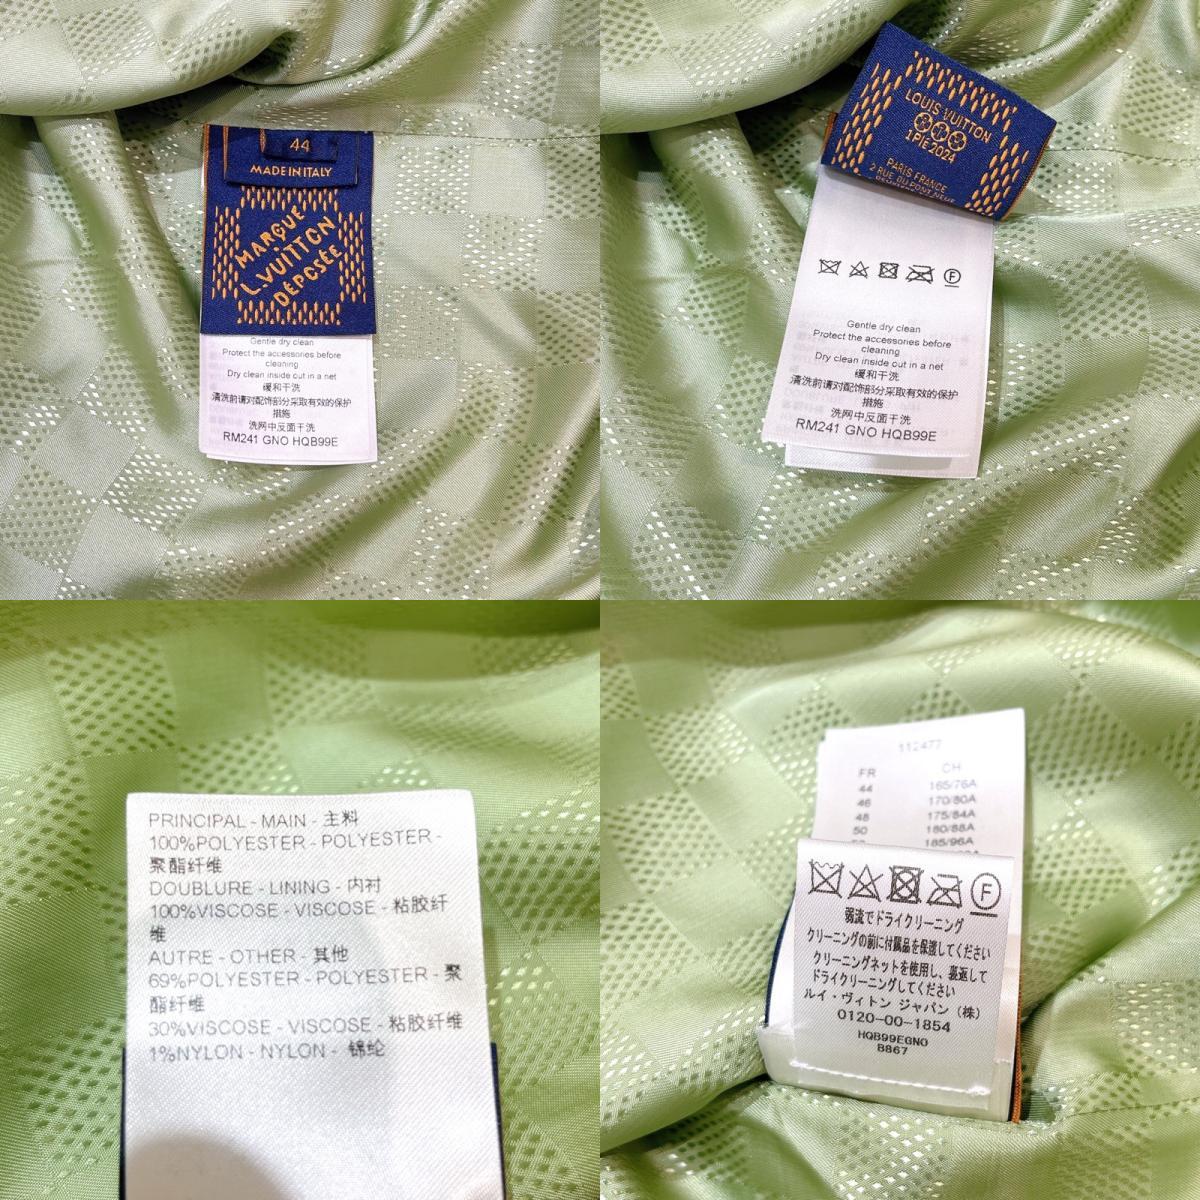 44
MADE IN ITALY
MARQUE
L.VUITTON
DÉPOSÉE
Gentle dry clean
Protect the accessories before
cleaning
Dry clean inside out in a net
缓和干洗
清洗前请对配饰部分采取有效的保护
措施
洗网中反面干洗
RM241 GNO HQB99E
LOUIS VUITTON
1PIE2024
PARIS FRANCE
2 RUE DU PONT NEUF
F
Gentle dry clean
Protect the accessories before
cleaning
Dry clean inside out in a net
缓和干洗
清洗前请对配饰部分采取有效的保护
措施
洗网中反面干洗
RM241 GNO HQB99E
PRINCIPAL - MAIN - 主料
100%POLYESTER - POLYESTER -
聚酯纤维
DOUBLURE - LINING - 内衬
100%VISCOSE - VISCOSE - 粘胶纤
维
AUTRE - OTHER - 其他
69%POLYESTER - POLYESTER - 聚
酯纤维
30%VISCOSE - VISCOSE - 粘胶纤维
1%NYLON - NYLON - 锦纶
112477
FR CH
44 165/76A
46 170/80A
48 175/84A
50 180/88A
52 185/96A
F
弱流でドライクリーニング
クリーニングの前に付属品を保護してください
クリーニングネットを使用し、裏返して
ドライクリーニングしてください
ルイ・ヴィトン ジャパン (株)
0120-00-1854
HQB99EGNO
B867